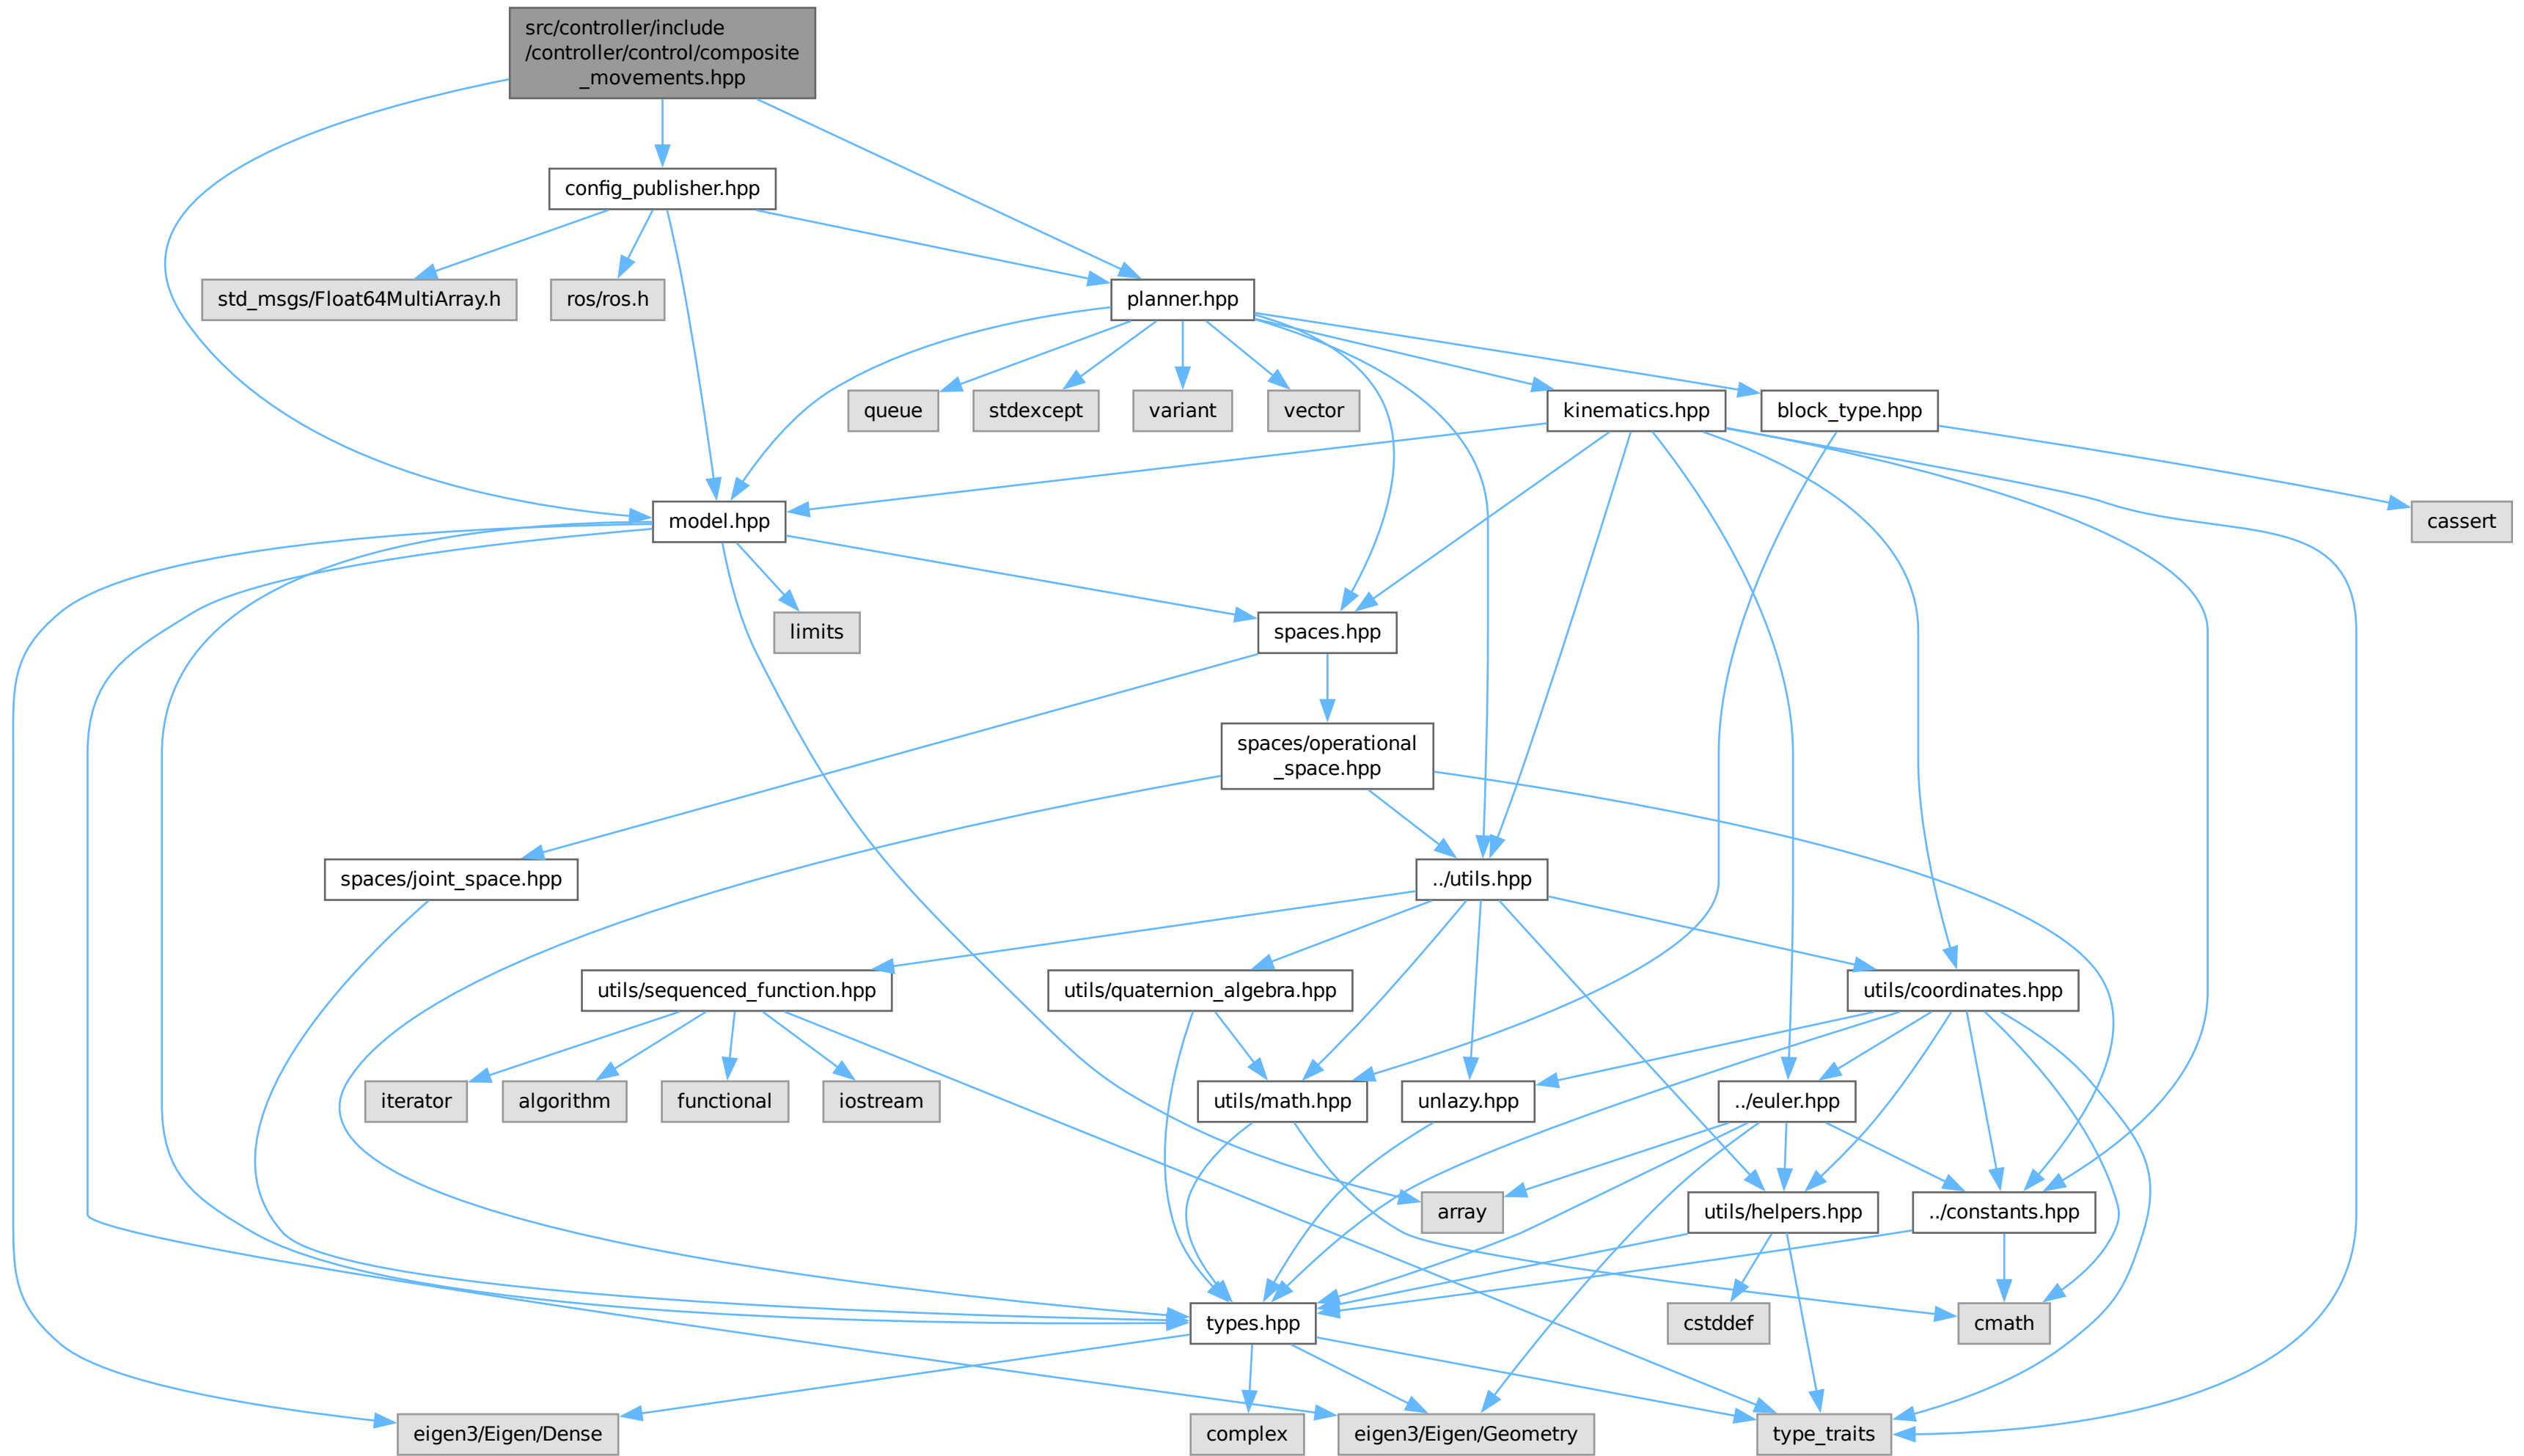 src/controller/include
/controller/control/composite
_movements.hpp
config_publisher.hpp
std_msgs/Float64MultiArray.h
ros/ros.h
planner.hpp
queue
stdexcept
variant
vector
kinematics.hpp
block_type.hpp
model.hpp
cassert
limits
spaces.hpp
spaces/operational
_space.hpp
spaces/joint_space.hpp
../utils.hpp
utils/sequenced_function.hpp
utils/quaternion_algebra.hpp
utils/coordinates.hpp
iterator
algorithm
functional
iostream
utils/math.hpp
unlazy.hpp
../euler.hpp
array
utils/helpers.hpp
../constants.hpp
types.hpp
cstddef
cmath
eigen3/Eigen/Dense
complex
eigen3/Eigen/Geometry
type_traits